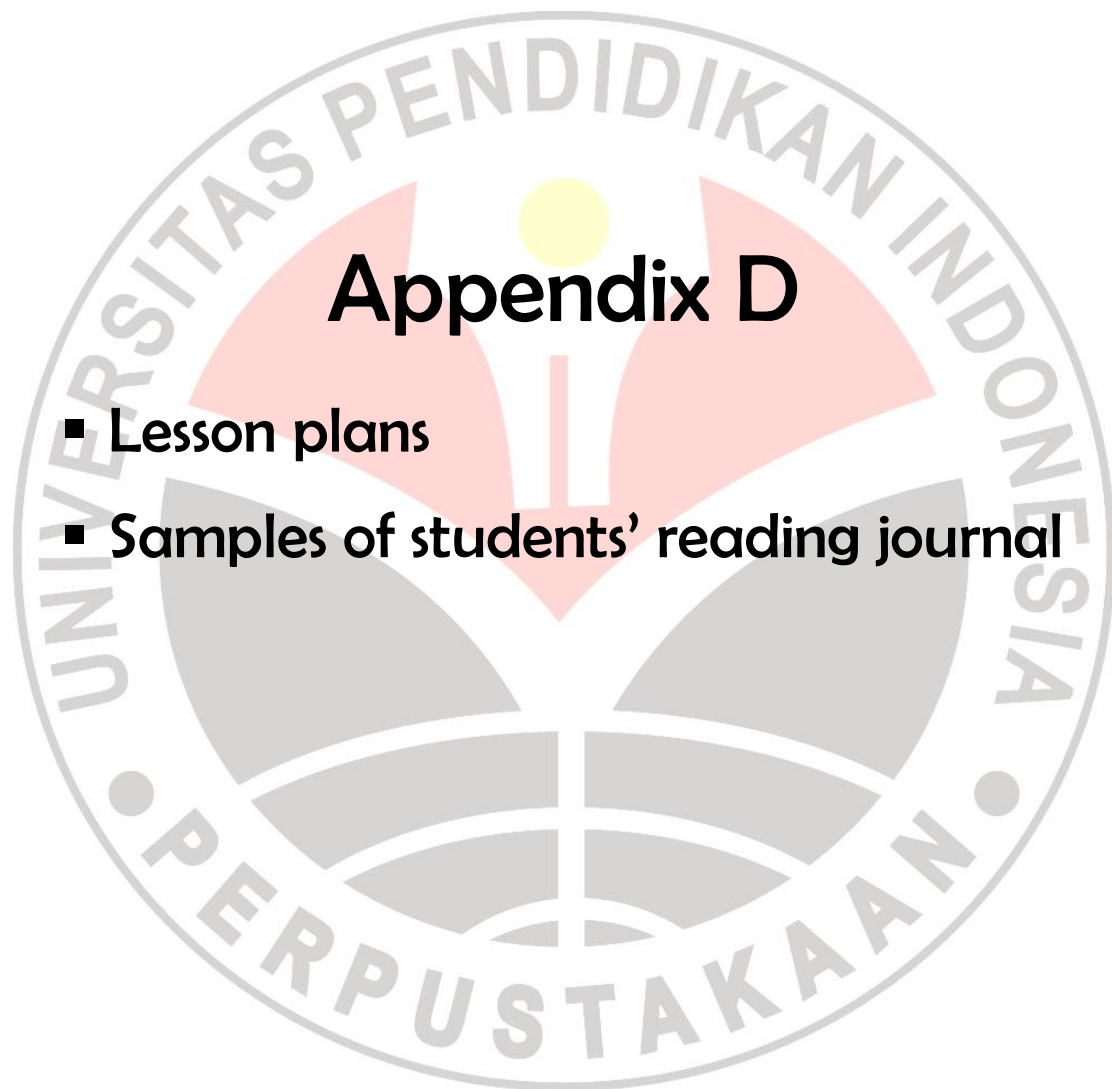 UNIVERSITAS PENDIDIKAN INDONESIA
Appendix D
▪ Lesson plans
▪ Samples of students’ reading journal
• PERPUSTAKAAN •